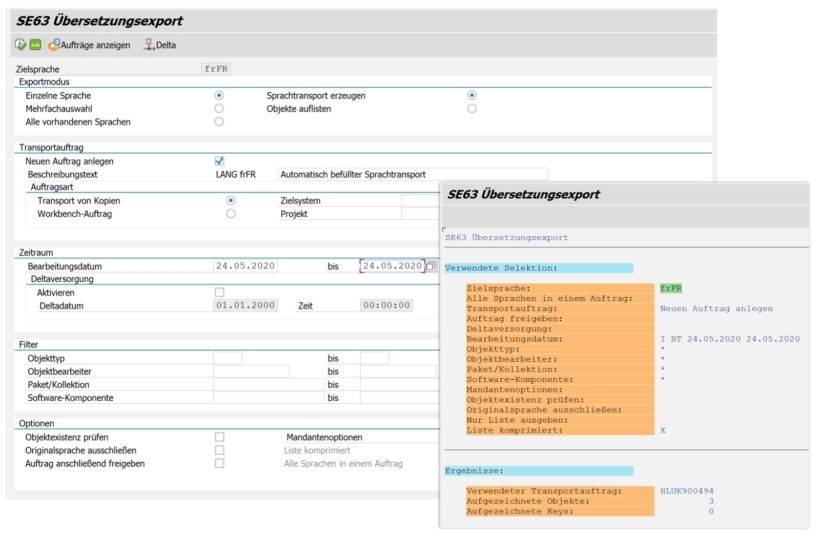 SE63 Übersetzungsexport
Aufträge anzeigen Delta
Zielsprache frFR
Exportmodus
Einzelne Sprache Sprachtransport erzeugen
Mehrfachauswahl Objekte auflisten
Alle vorhandenen Sprachen
Transportauftrag
Neuen Auftrag anlegen
Beschreibungstext LANG frFR Automatisch befüllter Sprachtransport
Auftragsart
Transport von Kopien Zielsystem
Workbench-Auftrag Projekt
Zeitraum
Bearbeitungsdatum 24.05.2020 bis 24.05.2020
Deltaversorgung
Aktivieren
Deltadatum 01.01.2000 Zeit 00:00:00
Filter
Objekttyp bis
Objektbearbeiter bis
Paket/Kollektion bis
Software-Komponente bis
Optionen
Objektexistenz prüfen Mandantenoptionen
Originalsprache ausschließen Liste komprimiert
Auftrag anschließend freigeben Alle Sprachen in einem Auftrag
SE63 Übersetzungsexport
SE63 Übersetzungsexport
Verwendete Selektion:
Zielsprache: frFR
Alle Sprachen in einem Auftrag:
Transportauftrag: Neuen Auftrag anlegen
Auftrag freigeben:
Deltaversorgung:
Bearbeitungsdatum: I BT 24.05.2020 24.05.2020
Objekttyp: *
Objektbearbeiter: *
Paket/Kollektion: *
Software-Komponente: *
Mandantenoptionen:
Objektexistenz prüfen:
Originalsprache ausschließen:
Nur Liste ausgeben:
Liste komprimiert: X
Ergebnisse:
Verwendeter Transportauftrag: HLUK900494
Aufgezeichnete Objekte: 3
Aufgezeichnete Keys: 0